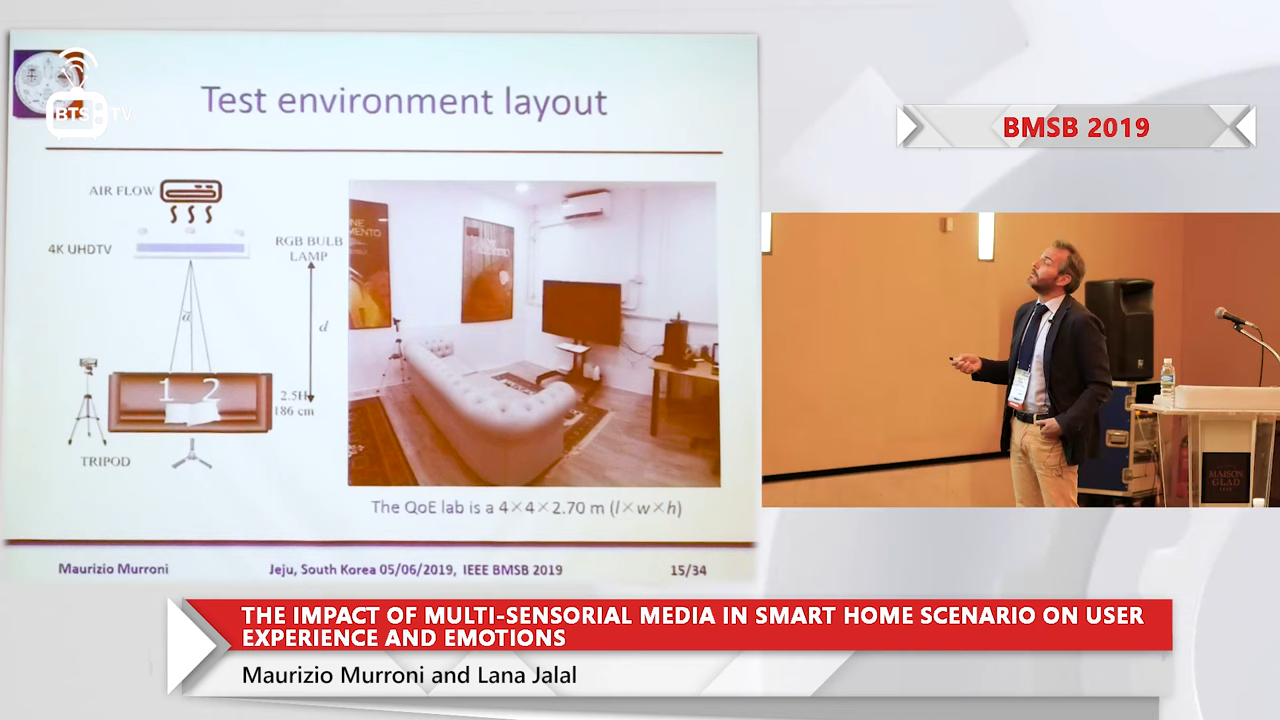 BTS TV
Test environment layout
BMSB 2019
AIR FLOW
4K UHDTV
RGB BULB
LAMP
a
d
1 2
2.5H
186 cm
TRIPOD
The QoE lab is a 4×4×2.70 m (l×w×h)
Maurizio Murroni
Jeju, South Korea 05/06/2019, IEEE BMSB 2019
15/34
MAISON
GLAD
THE IMPACT OF MULTI-SENSORIAL MEDIA IN SMART HOME SCENARIO ON USER
EXPERIENCE AND EMOTIONS
Maurizio Murroni and Lana Jalal